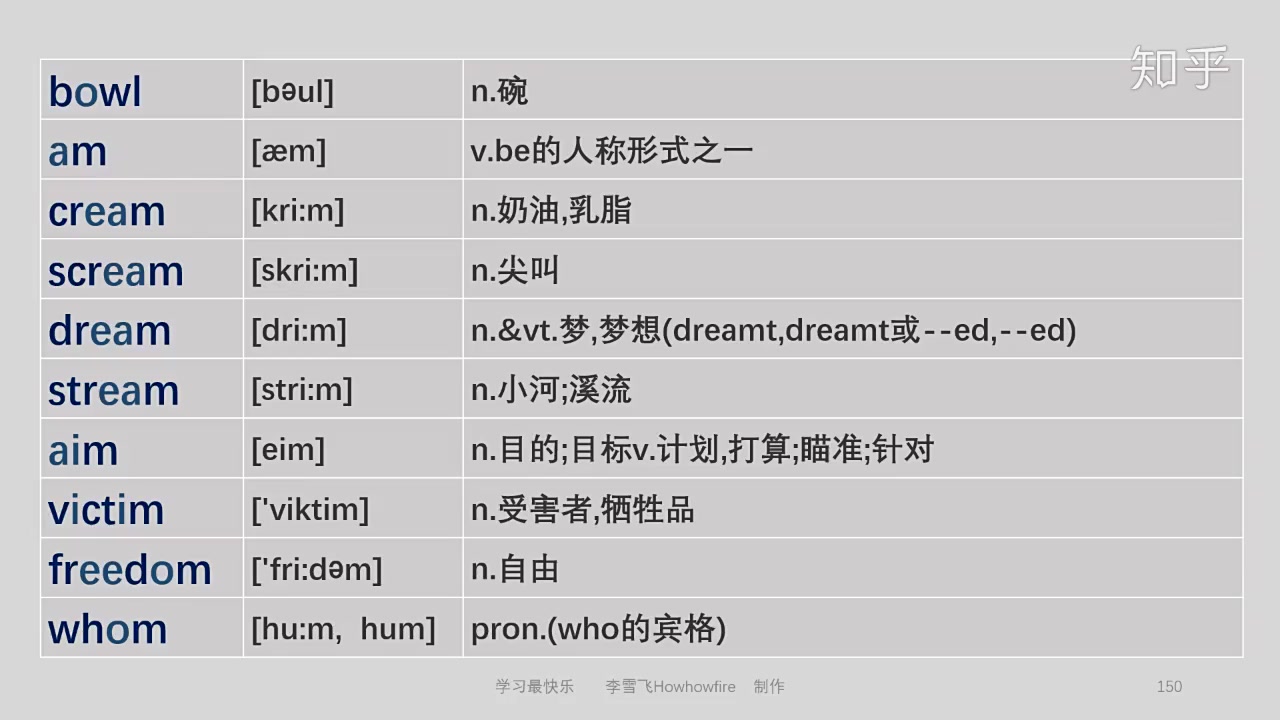 知乎
bowl [bəul] n.碗
am [æm] v.be的人称形式之一
cream [kri:m] n.奶油,乳脂
scream [skri:m] n.尖叫
dream [dri:m] n.&vt.梦,梦想(dreamt,dreamt或--ed,--ed)
stream [stri:m] n.小河;溪流
aim [eim] n.目的;目标v.计划,打算;瞄准;针对
victim ['viktim] n.受害者,牺牲品
freedom ['fri:dəm] n.自由
whom [hu:m, hum] pron.(who的宾格)
学习最快乐 李雪飞Howhowfire 制作 150